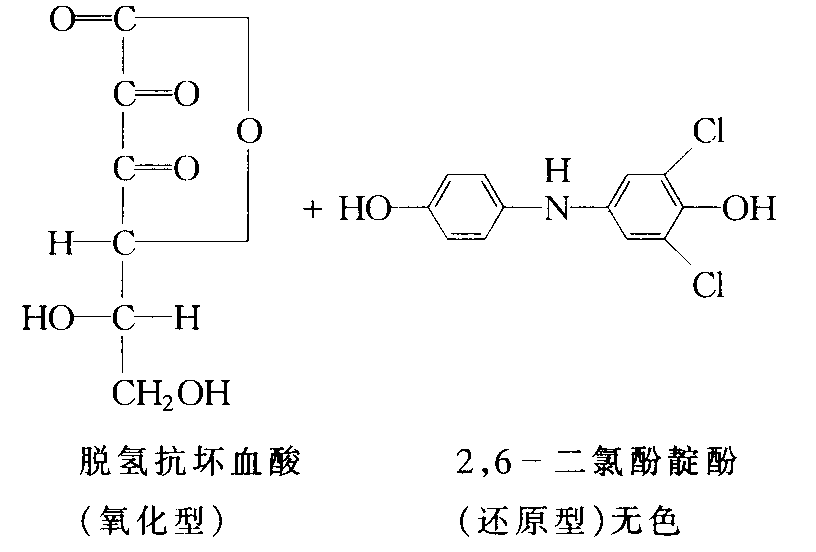 O=C
C=O
O
C=O
H—C
HO—C—H
CH₂OH
+
HO
H
N
Cl
OH
Cl
脱氢抗坏血酸
(氧化型)
2,6－二氯酚靛酚
(还原型)无色